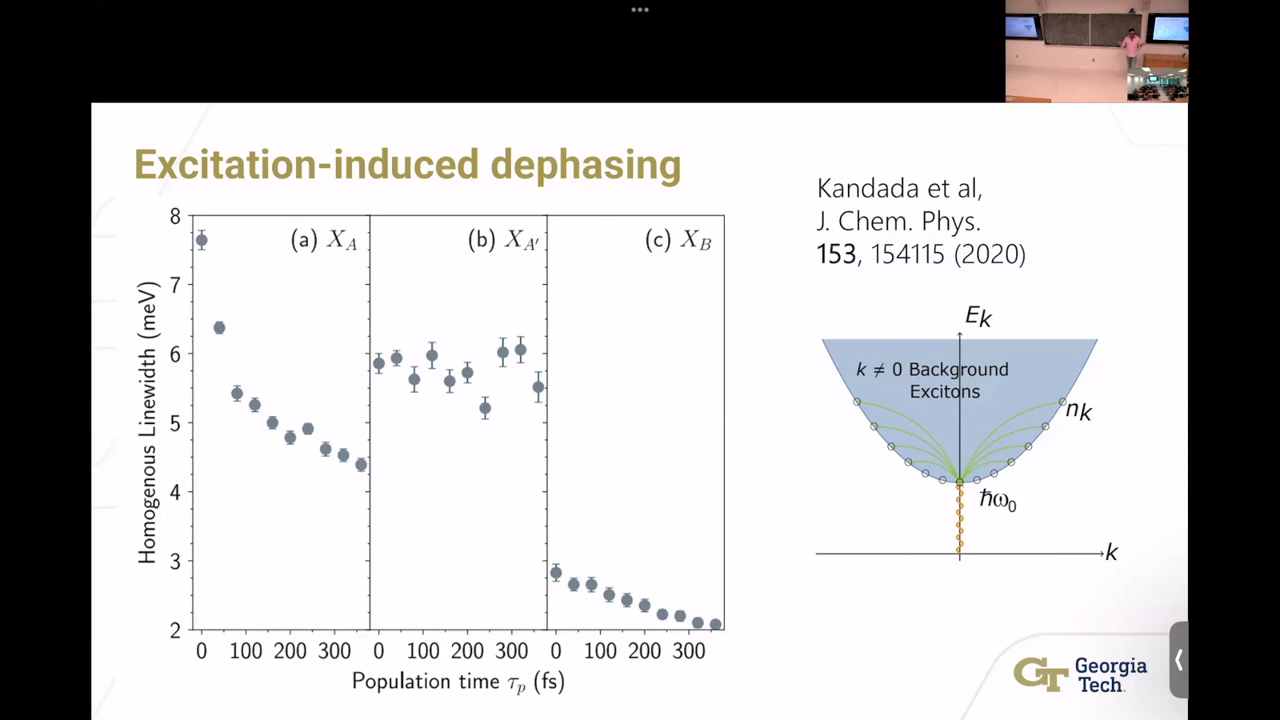 Excitation-induced dephasing
Kandada et al,
J. Chem. Phys.
153, 154115 (2020)
(a) X_A
(b) X_A'
(c) X_B
Homogenous Linewidth (meV)
8
7
6
5
4
3
2
0 100 200 300
0 100 200 300
0 100 200 300
Population time τ_p (fs)
E_k
k ≠ 0 Background
Excitons
n_k
ħω_0
k
GT Georgia
Tech.